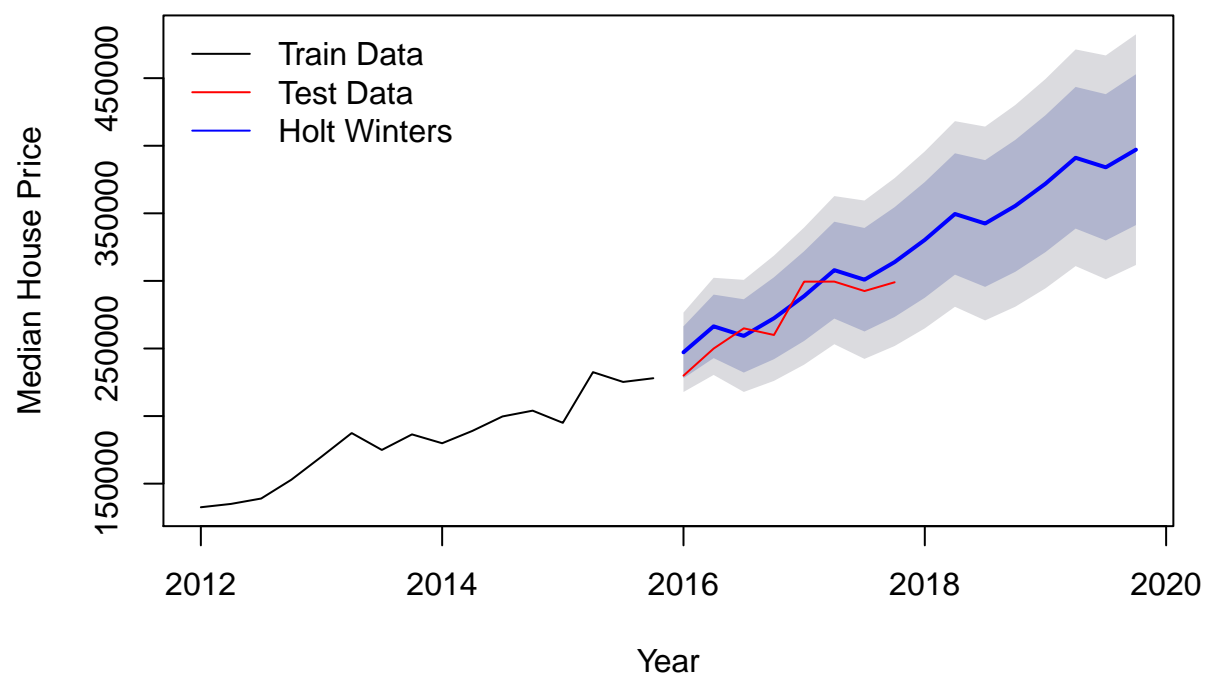 Train Data
Test Data
Holt Winters
Median House Price
450000
350000
250000
150000
2012 2014 2016 2018 2020
Year